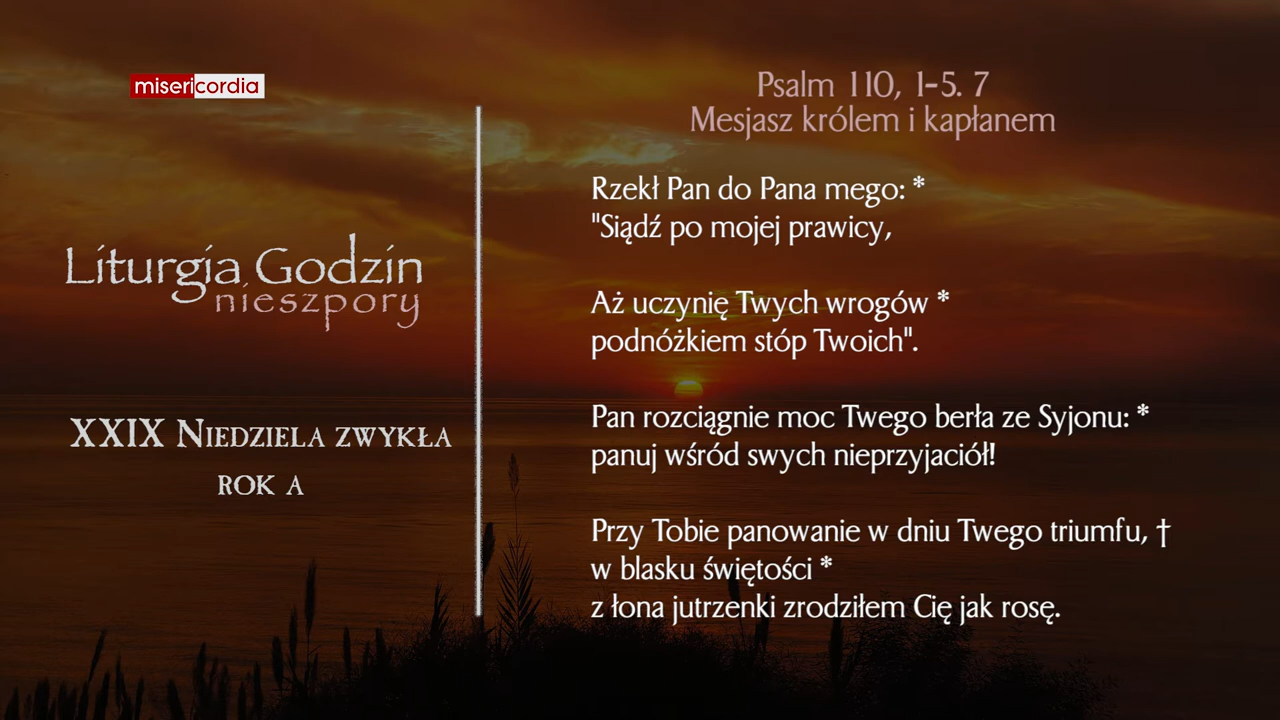 misericordia
Liturgia Godzin
nieszpory
XXIX Niedziela zwykła
rok A
Psalm 110, 1-5. 7
Mesjasz królem i kapłanem
Rzekł Pan do Pana mego: *
"Siądź po mojej prawicy,
Aż uczynię Twych wrogów *
podnóżkiem stóp Twoich".
Pan rozciągnie moc Twego berła ze Syjonu: *
panuj wśród swych nieprzyjaciół!
Przy Tobie panowanie w dniu Twego triumfu, †
w blasku świętości *
z łona jutrzenki zrodziłem Cię jak rosę.